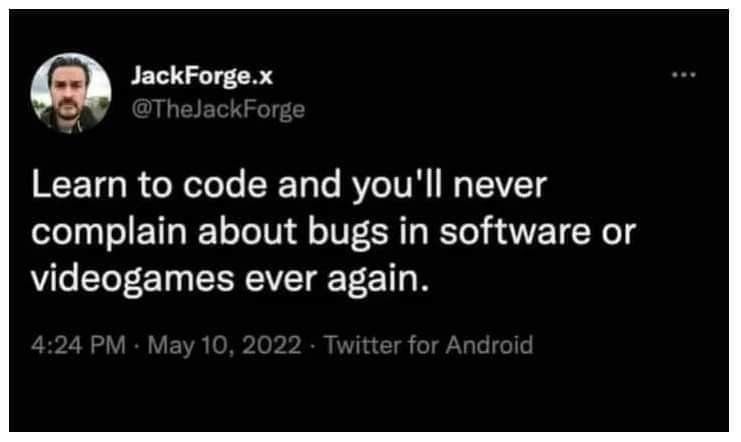 JackForge.x
@TheJackForge
Learn to code and you'll never
complain about bugs in software or
videogames ever again.
4:24 PM · May 10, 2022 · Twitter for Android